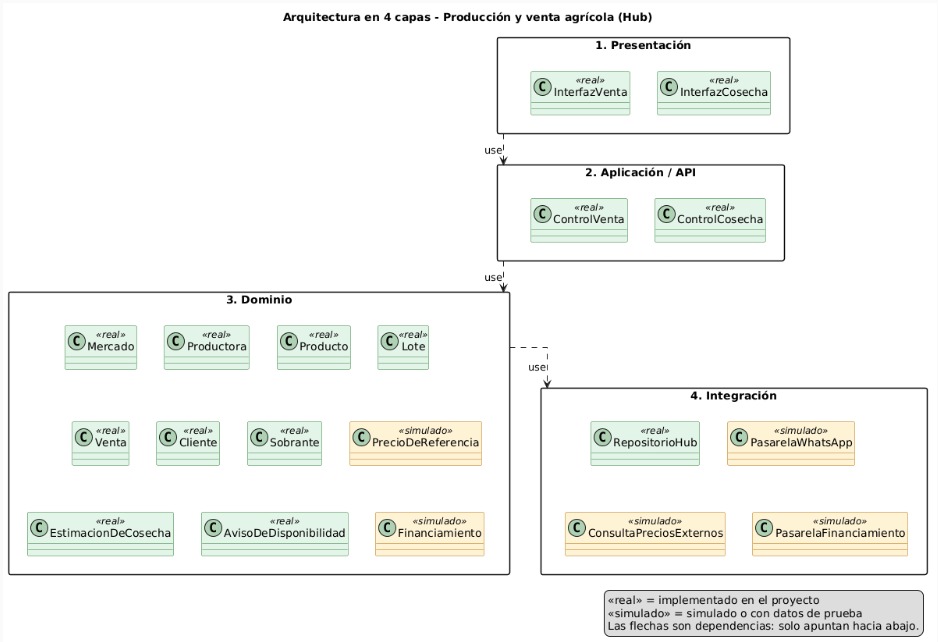 Arquitectura en 4 capas - Producción y venta agrícola (Hub)
1. Presentación
C «real» InterfazVenta
C «real» InterfazCosecha
use
2. Aplicación / API
C «real» ControlVenta
C «real» ControlCosecha
use
3. Dominio
C «real» Mercado
C «real» Productora
C «real» Producto
C «real» Lote
C «real» Venta
C «real» Cliente
C «real» Sobrante
C «simulado» PrecioDeReferencia
C «real» EstimacionDeCosecha
C «real» AvisoDeDisponibilidad
C «simulado» Financiamiento
use
4. Integración
C «real» RepositorioHub
C «simulado» PasarelaWhatsApp
C «simulado» ConsultaPreciosExternos
C «simulado» PasarelaFinanciamiento
«real» = implementado en el proyecto
«simulado» = simulado o con datos de prueba
Las flechas son dependencias: solo apuntan hacia abajo.